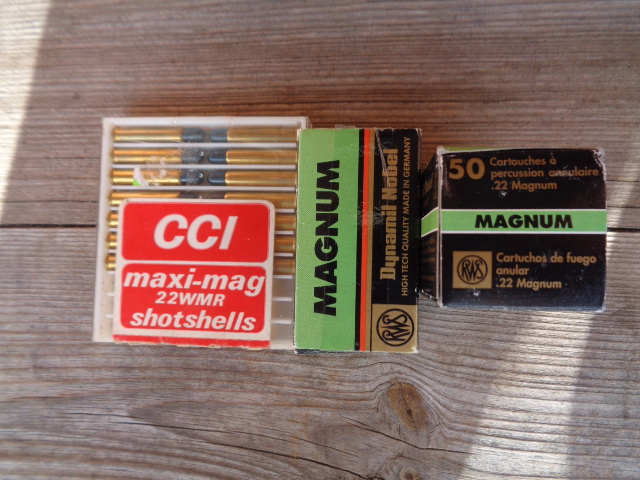 CCI
maxi-mag
22WMR
shotshells
MAGNUM
Dynamit Nobel
HIGH TECH QUALITY MADE IN GERMANY
RWS
50 Cartouches à
percussion annulaire
.22 Magnum
MAGNUM
RWS
Cartuchos de fuego
anular
.22 Magnum